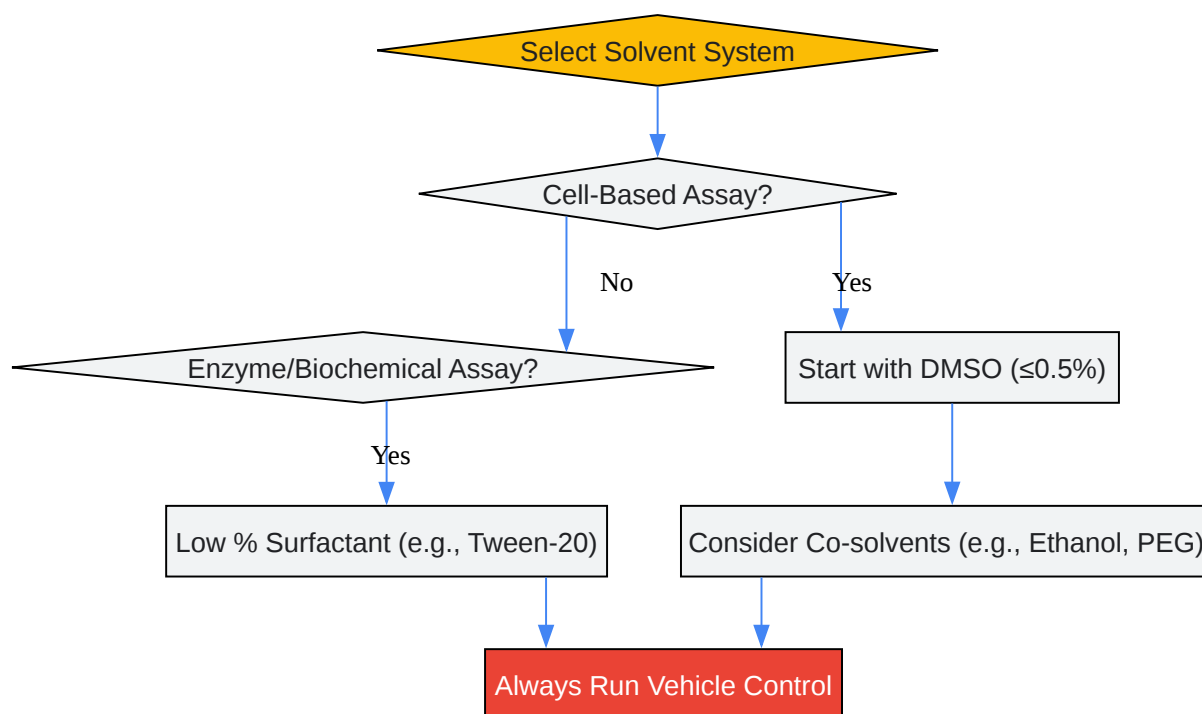 Select Solvent System
Cell-Based Assay?
No
Yes
Enzyme/Biochemical Assay?
Start with DMSO (≤0.5%)
Yes
Low % Surfactant (e.g., Tween-20)
Consider Co-solvents (e.g., Ethanol, PEG)
Always Run Vehicle Control